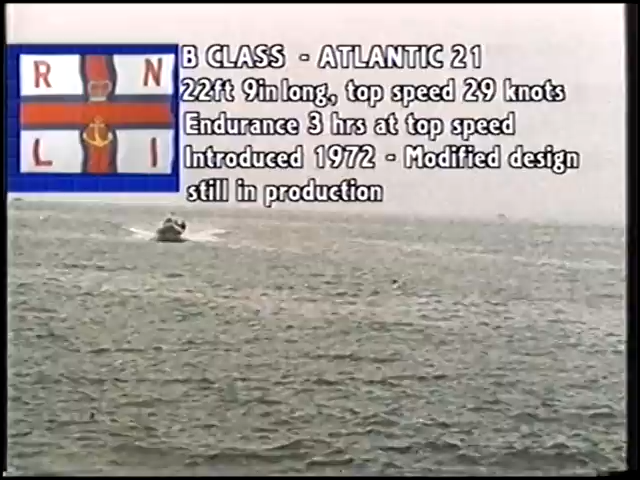 R N
L I
B CLASS - ATLANTIC 21
22ft 9in long, top speed 29 knots
Endurance 3 hrs at top speed
Introduced 1972 - Modified design
still in production